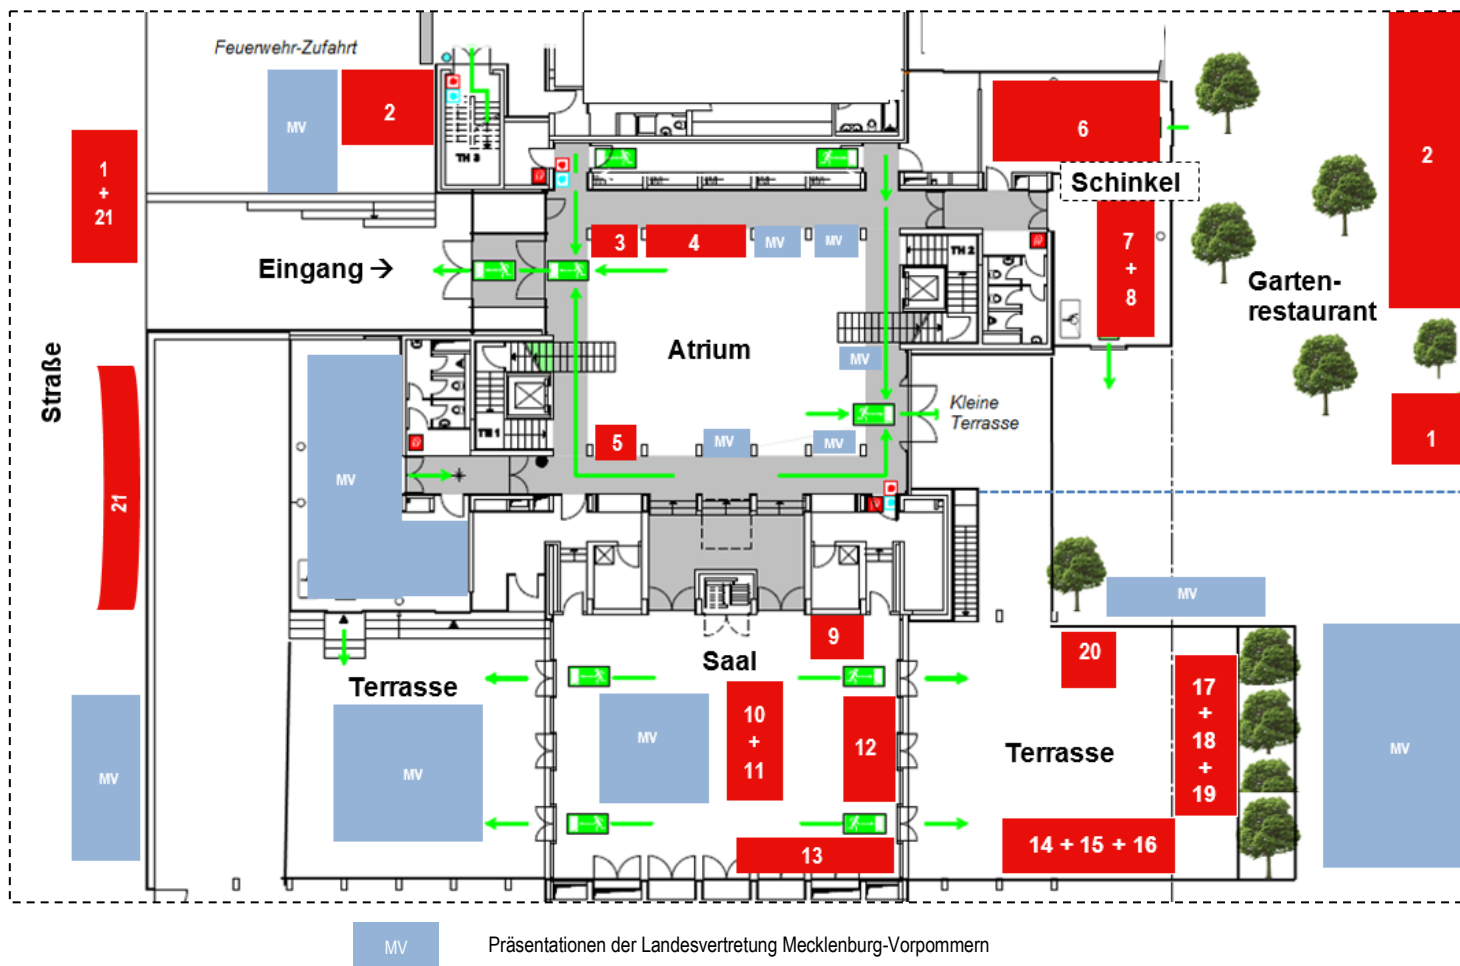 Feuerwehr-Zufahrt
MV
2
1
+
21
TH 3
6
2
Schinkel
3
4
MV
MV
TH 2
7
+
8
Eingang →
Garten-
restaurant
Atrium
MV
Straße
Kleine
Terrasse
5
MV
MV
1
TH 1
MV
21
MV
9
Saal
20
Terrasse
17
+
18
+
19
10
+
11
MV
12
Terrasse
MV
MV
MV
14 + 15 + 16
13
MV
Präsentationen der Landesvertretung Mecklenburg-Vorpommern